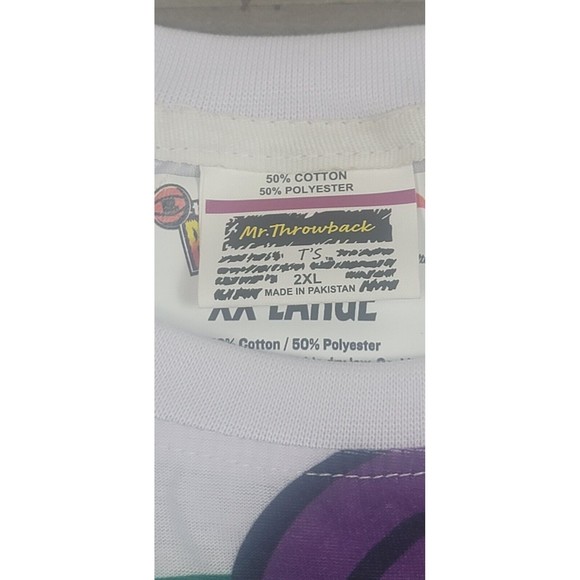 50% COTTON
50% POLYESTER
Mr.Throwback
T'S
2XL
MADE IN PAKISTAN
XX LARGE
% Cotton / 50% Polyester